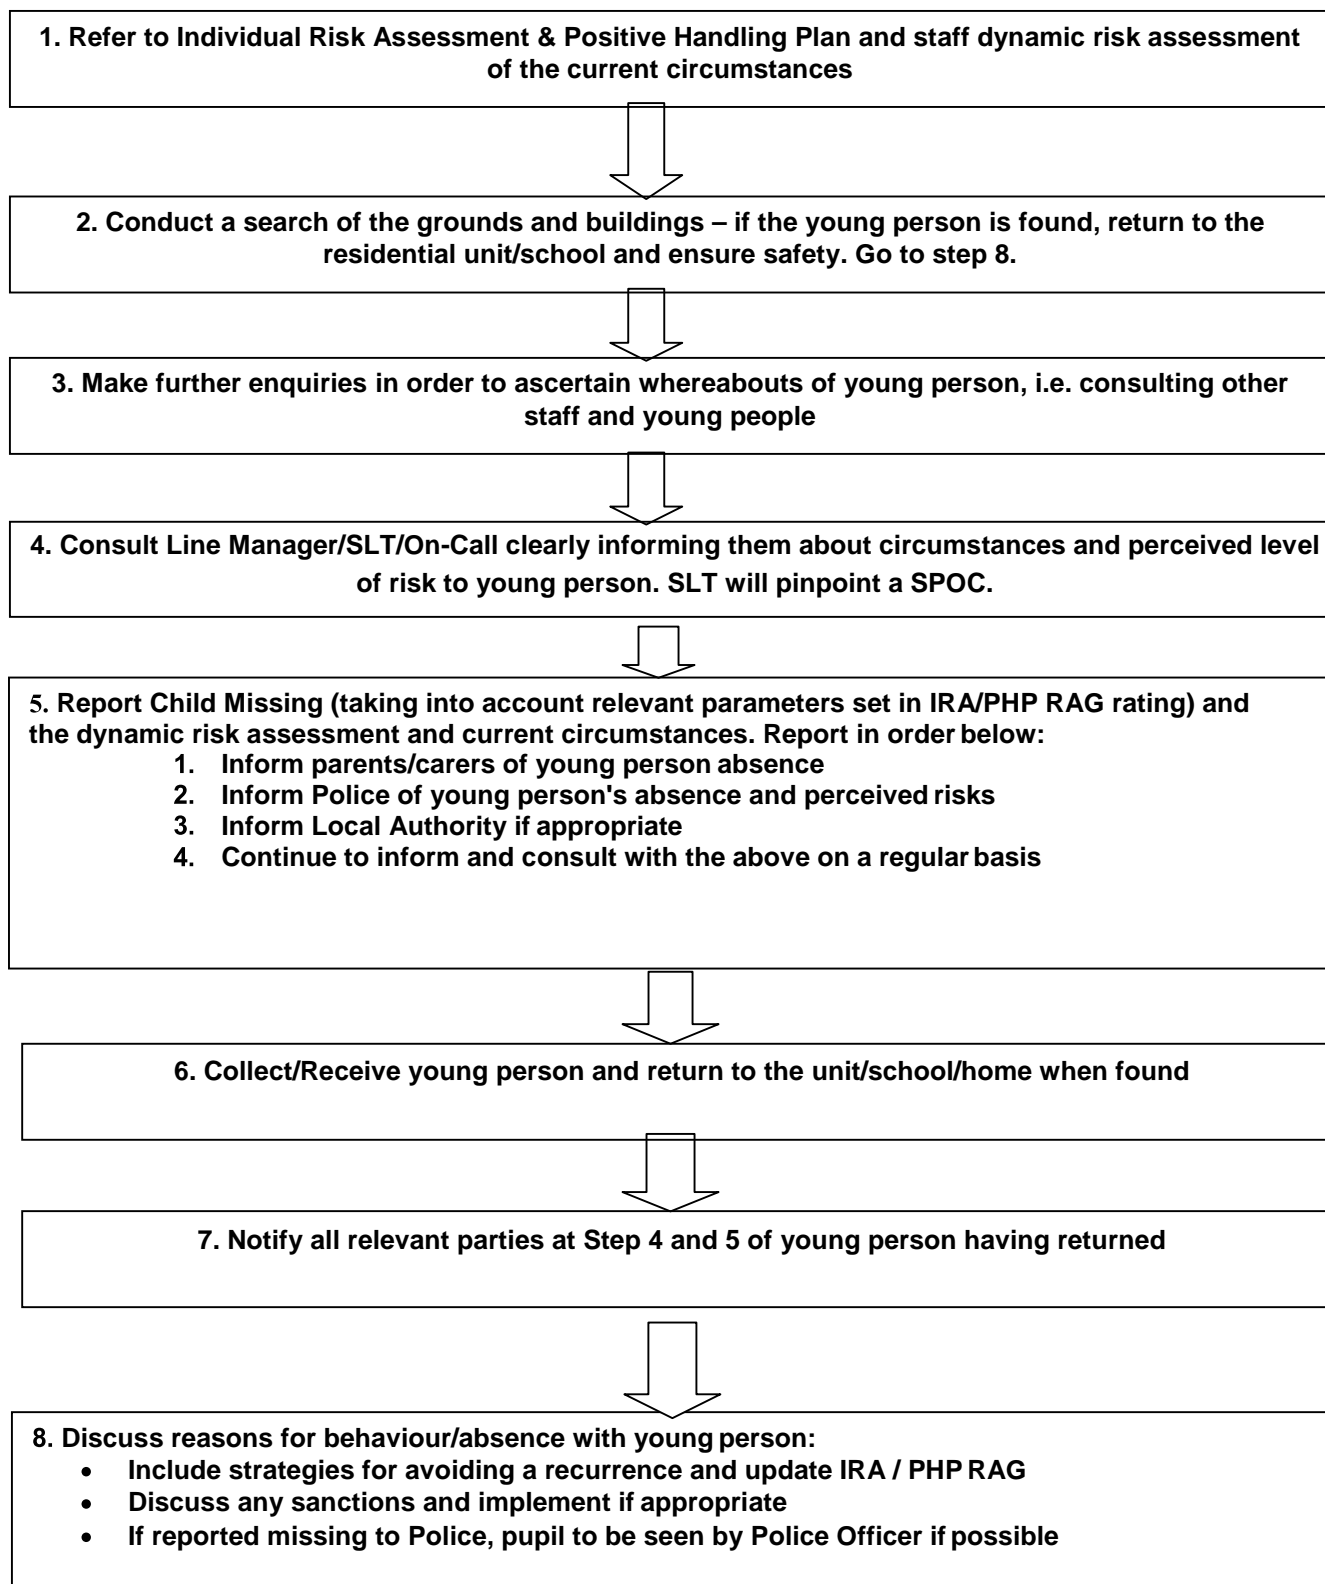 1. Refer to Individual Risk Assessment & Positive Handling Plan and staff dynamic risk assessment
of the current circumstances
2. Conduct a search of the grounds and buildings – if the young person is found, return to the
residential unit/school and ensure safety. Go to step 8.
3. Make further enquiries in order to ascertain whereabouts of young person, i.e. consulting other
staff and young people
4. Consult Line Manager/SLT/On-Call clearly informing them about circumstances and perceived level
of risk to young person. SLT will pinpoint a SPOC.
5. Report Child Missing (taking into account relevant parameters set in IRA/PHP RAG rating) and
the dynamic risk assessment and current circumstances. Report in order below:
1. Inform parents/carers of young person absence
2. Inform Police of young person's absence and perceived risks
3. Inform Local Authority if appropriate
4. Continue to inform and consult with the above on a regular basis
6. Collect/Receive young person and return to the unit/school/home when found
7. Notify all relevant parties at Step 4 and 5 of young person having returned
8. Discuss reasons for behaviour/absence with young person:
• Include strategies for avoiding a recurrence and update IRA / PHP RAG
• Discuss any sanctions and implement if appropriate
• If reported missing to Police, pupil to be seen by Police Officer if possible